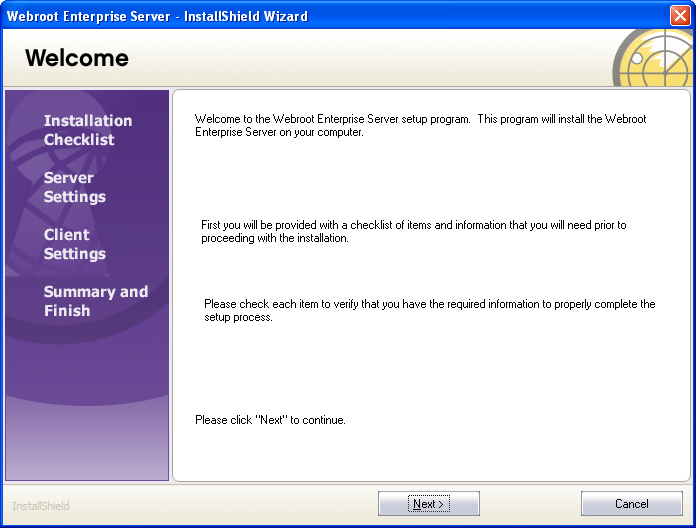 Webroot Enterprise Server - InstallShield Wizard
Welcome
Installation
Checklist
Server
Settings
Client
Settings
Summary and
Finish
Welcome to the Webroot Enterprise Server setup program.  This program will install the Webroot
Enterprise Server on your computer.
First you will be provided with a checklist of items and information that you will need prior to
proceeding with the installation.
Please check each item to verify that you have the required information to properly complete the
setup process.
Please click "Next" to continue.
InstallShield
Next >
Cancel